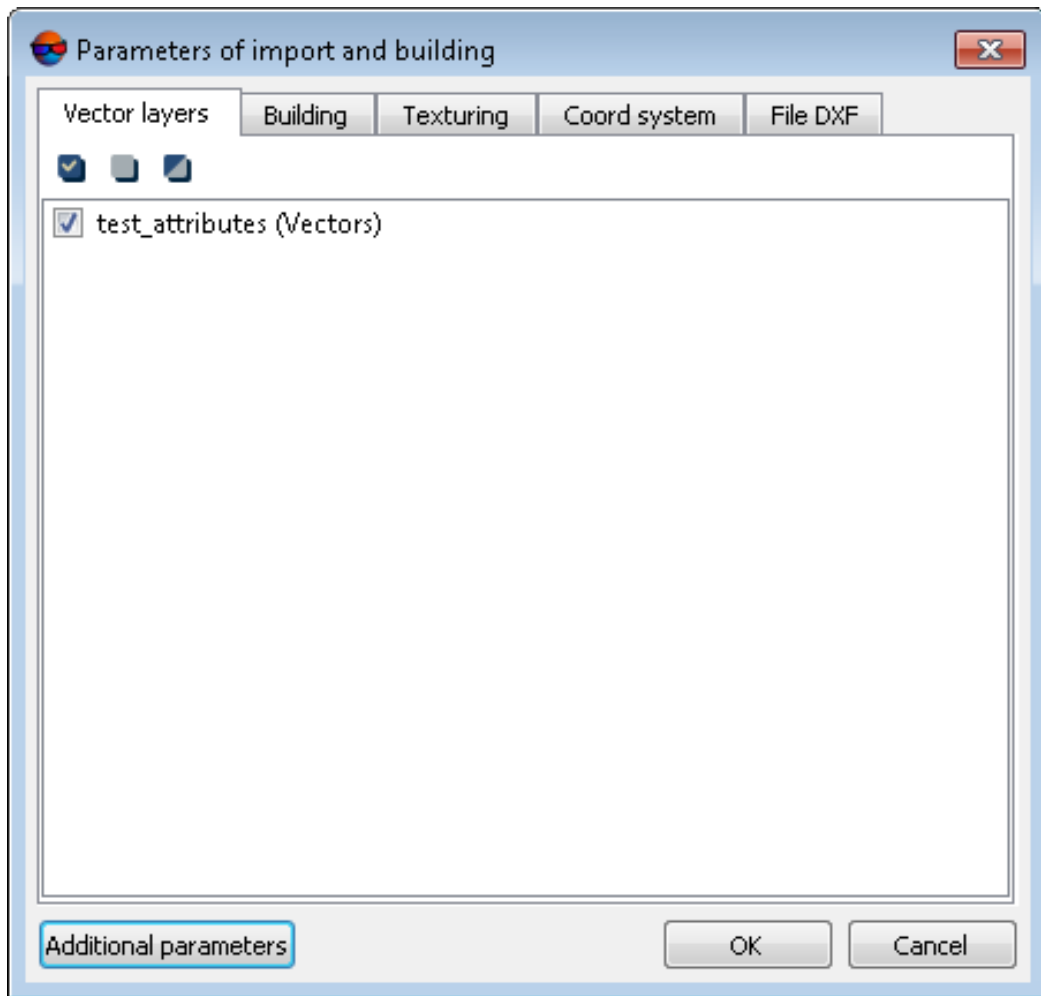 Parameters of import and building
Vector layers Building Texturing Coord system File DXF
test_attributes (Vectors)
Additional parameters OK Cancel